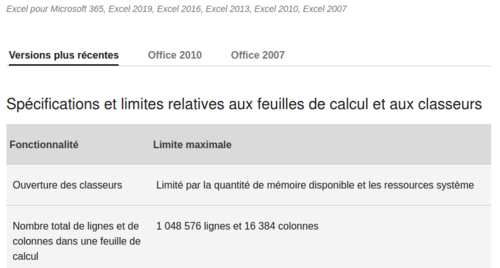 Excel pour Microsoft 365, Excel 2019, Excel 2016, Excel 2013, Excel 2010, Excel 2007
Versions plus récentes Office 2010 Office 2007
Spécifications et limites relatives aux feuilles de calcul et aux classeurs
Fonctionnalité Limite maximale
Ouverture des classeurs Limité par la quantité de mémoire disponible et les ressources système
Nombre total de lignes et de 1 048 576 lignes et 16 384 colonnes
colonnes dans une feuille de
calcul